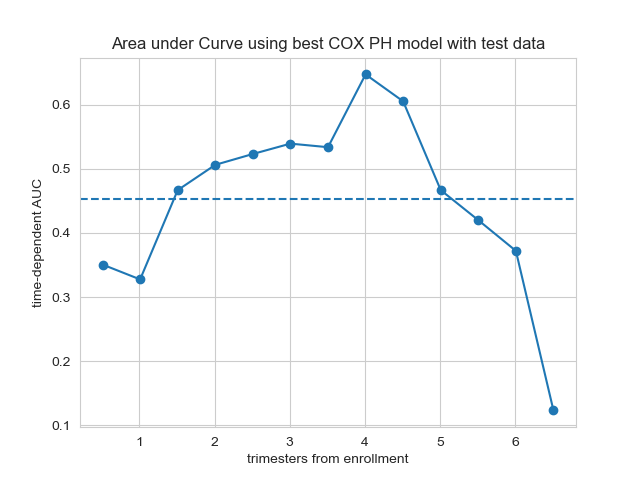 Area under Curve using best COX PH model with test data
time-dependent AUC
0.6
0.5
0.4
0.3
0.2
0.1
1 2 3 4 5 6
trimesters from enrollment